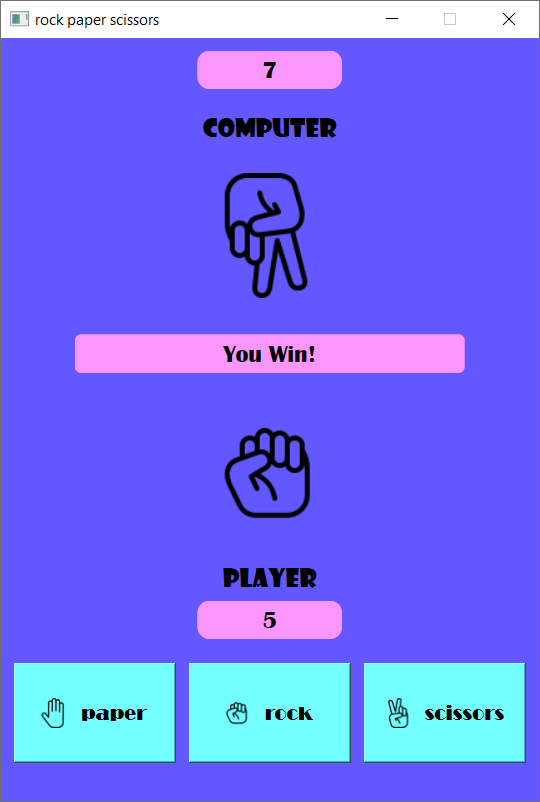 rock paper scissors
7
COMPUTER
You Win!
PLAYER
5
paper
rock
scissors